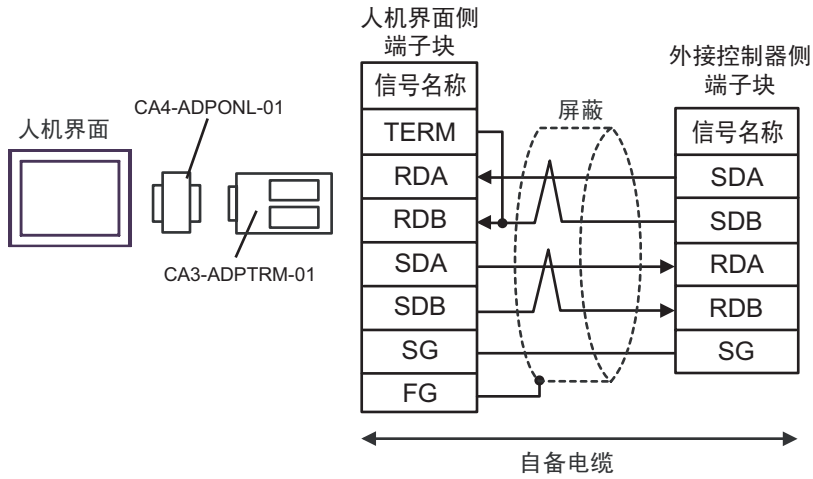 人机界面
CA4-ADPONL-01
CA3-ADPTRM-01
人机界面侧
端子块
信号名称
TERM
RDA
RDB
SDA
SDB
SG
FG
屏蔽
外接控制器侧
端子块
信号名称
SDA
SDB
RDA
RDB
SG
自备电缆